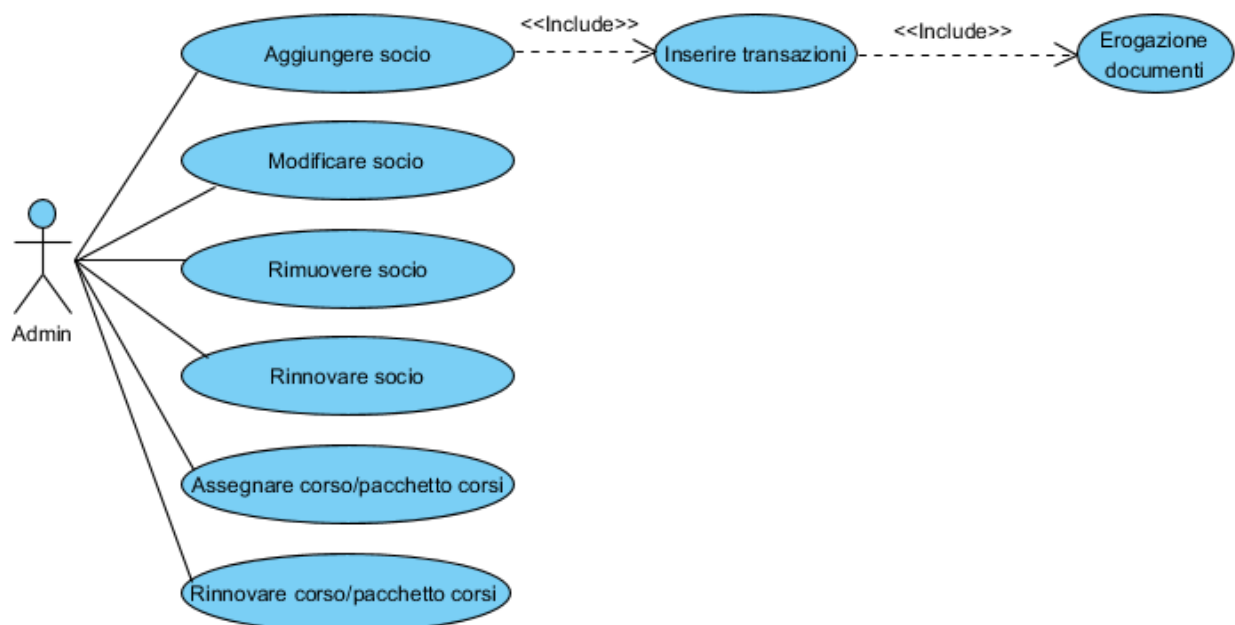 Aggiungere socio
<<Include>>
Inserire transazioni
<<Include>>
Erogazione
documenti
Modificare socio
Rimuovere socio
Admin
Rinnovare socio
Assegnare corso/pacchetto corsi
Rinnovare corso/pacchetto corsi